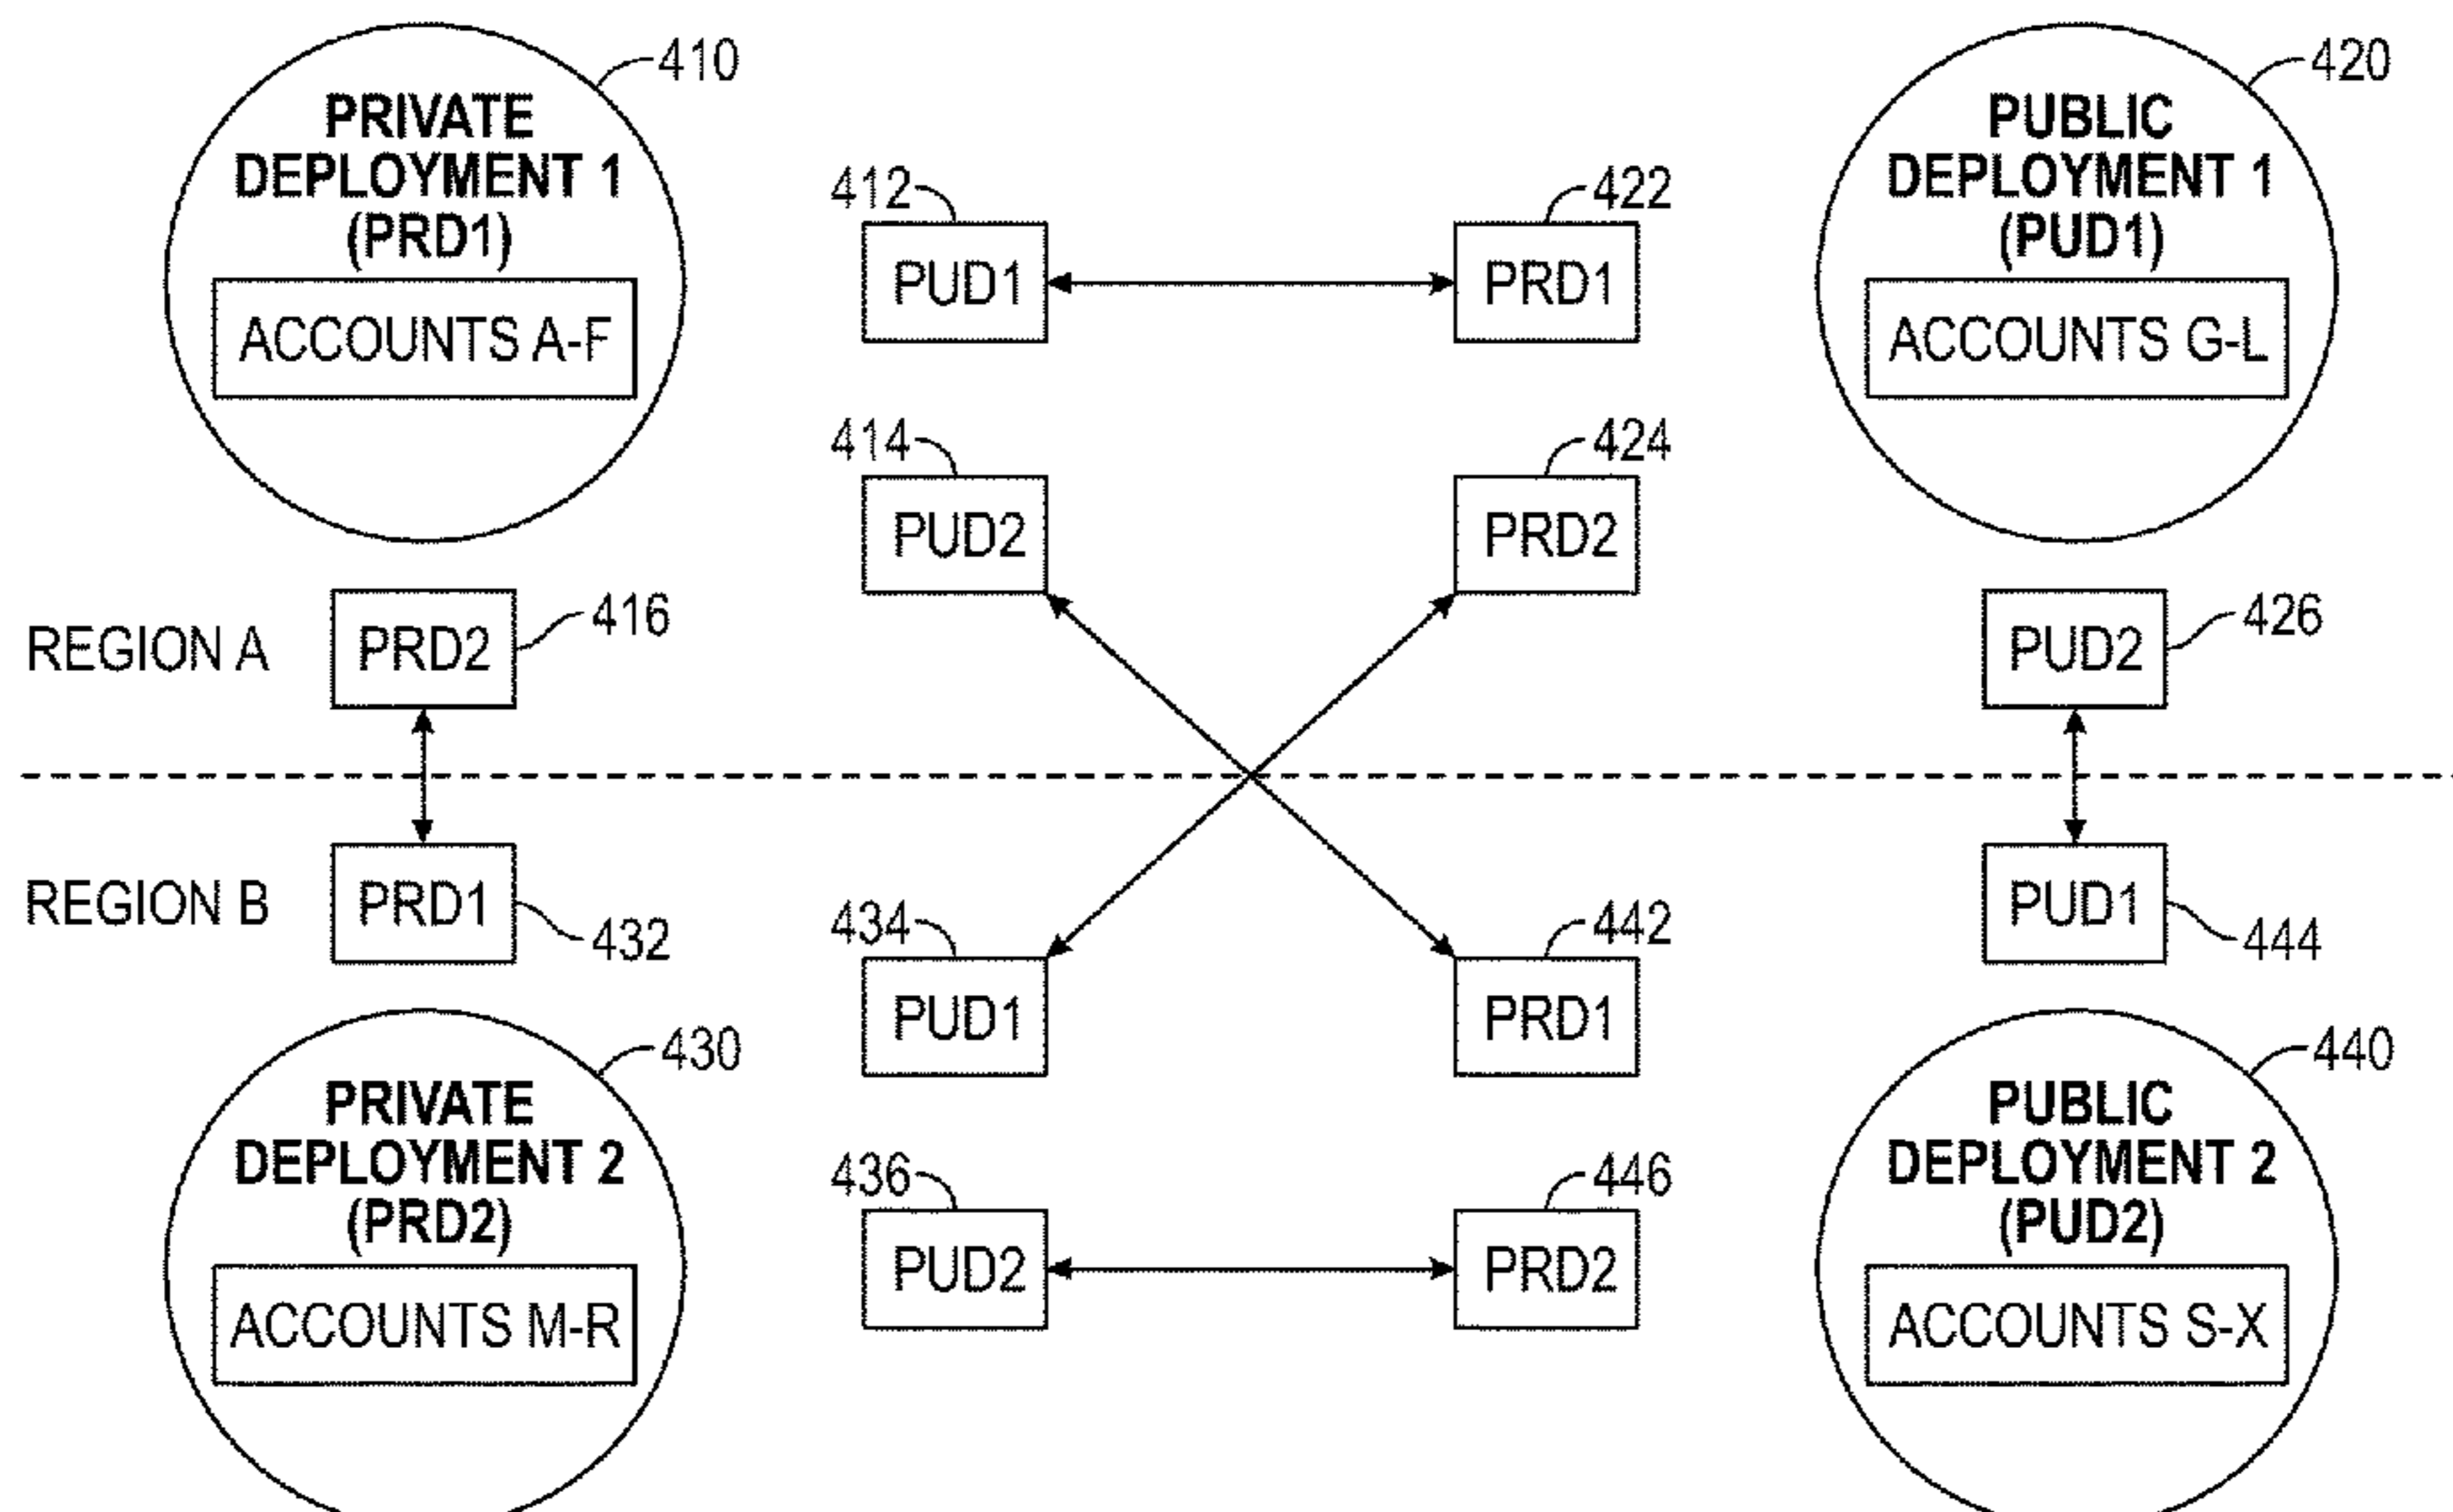 410
PRIVATE
DEPLOYMENT 1
(PRD1)
ACCOUNTS A-F
420
PUBLIC
DEPLOYMENT 1
(PUD1)
ACCOUNTS G-L
412
PUD1
422
PRD1
414
PUD2
424
PRD2
REGION A
PRD2
416
PUD2
426
REGION B
PRD1
432
434
PUD1
442
PRD1
PUD1
444
430
PRIVATE
DEPLOYMENT 2
(PRD2)
ACCOUNTS M-R
436
PUD2
446
PRD2
440
PUBLIC
DEPLOYMENT 2
(PUD2)
ACCOUNTS S-X